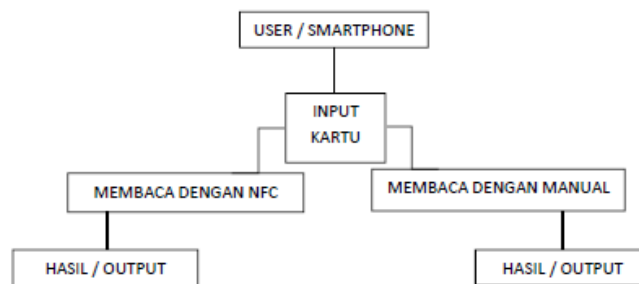 USER / SMARTPHONE
INPUT
KARTU
MEMBACA DENGAN NFC
MEMBACA DENGAN MANUAL
HASIL / OUTPUT
HASIL / OUTPUT